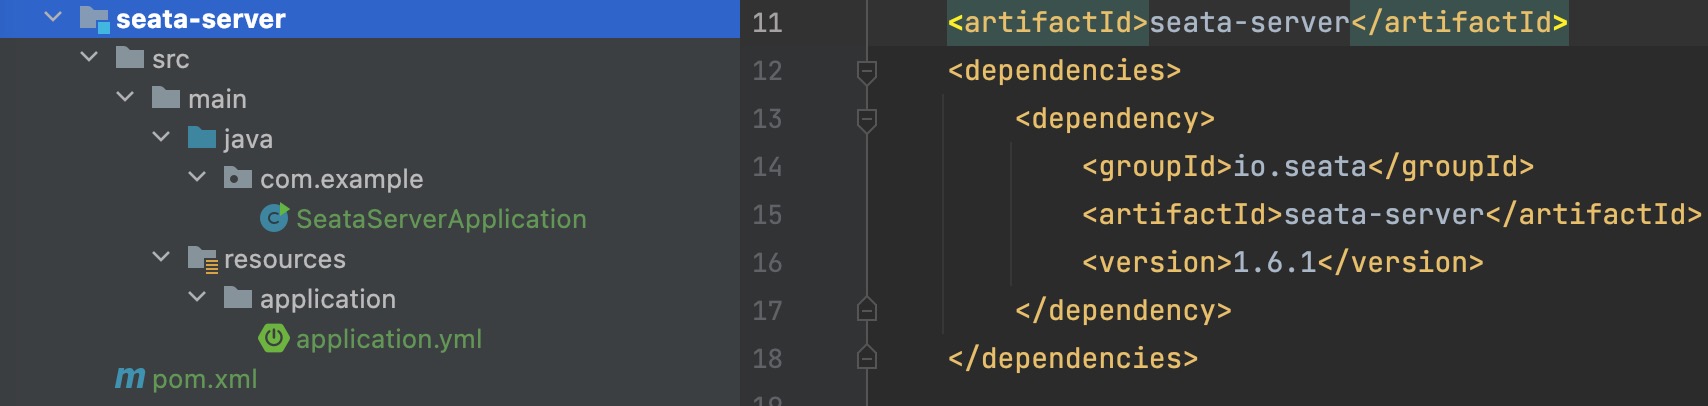 seata-server
src
main
java
com.example
SeataServerApplication
resources
application
application.yml
pom.xml
11 <artifactId>seata-server</artifactId>
12 <dependencies>
13 <dependency>
14 <groupId>io.seata</groupId>
15 <artifactId>seata-server</artifactId>
16 <version>1.6.1</version>
17 </dependency>
18 </dependencies>